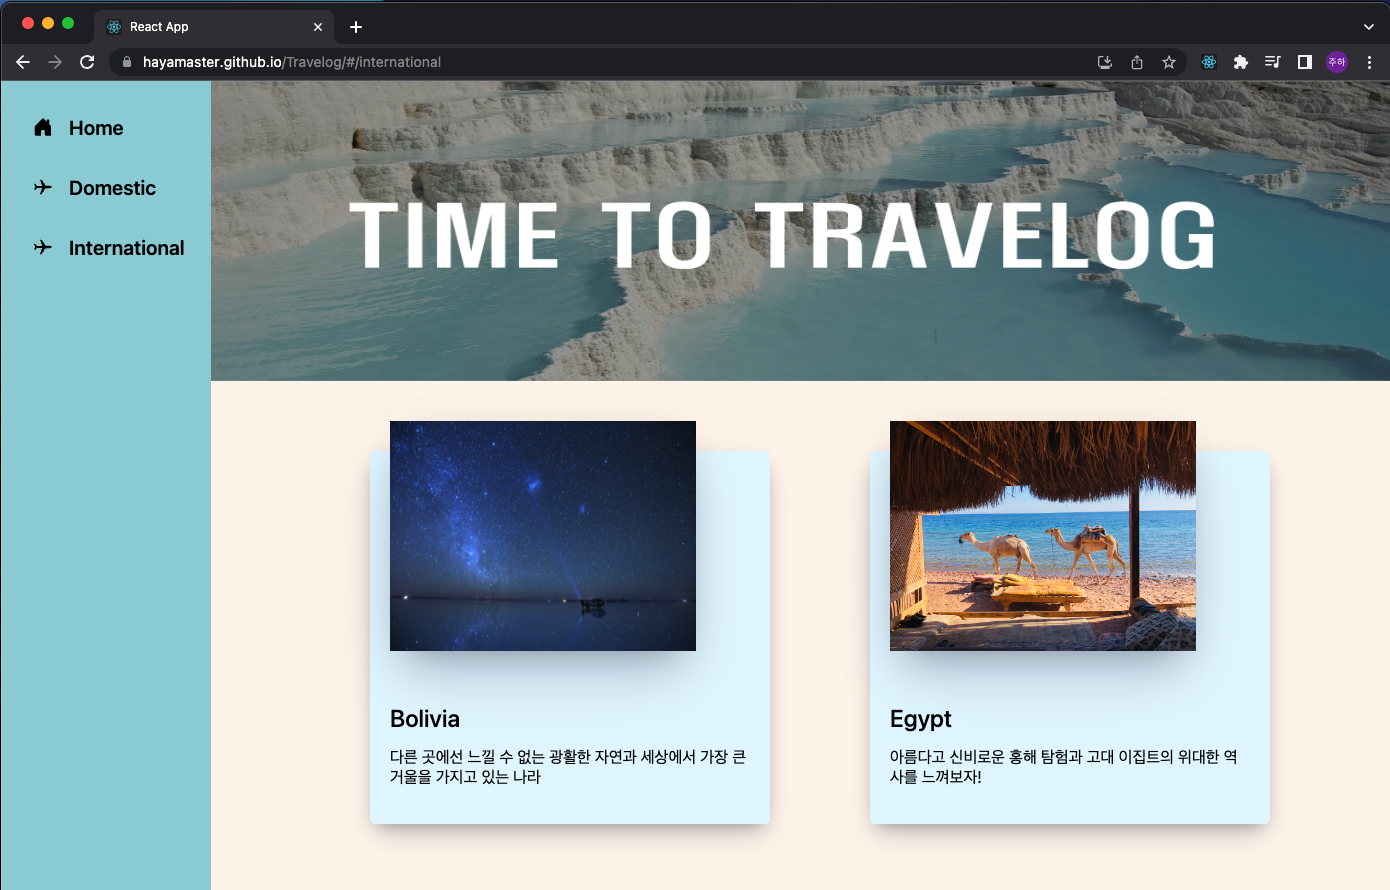 React App
hayamaster.github.io/Travelog/#/international
주하
Home
Domestic
International
TIME TO TRAVELOG
Bolivia
다른 곳에선 느낄 수 없는 광활한 자연과 세상에서 가장 큰
거울을 가지고 있는 나라
Egypt
아름다고 신비로운 홍해 탐험과 고대 이집트의 위대한 역
사를 느껴보자!